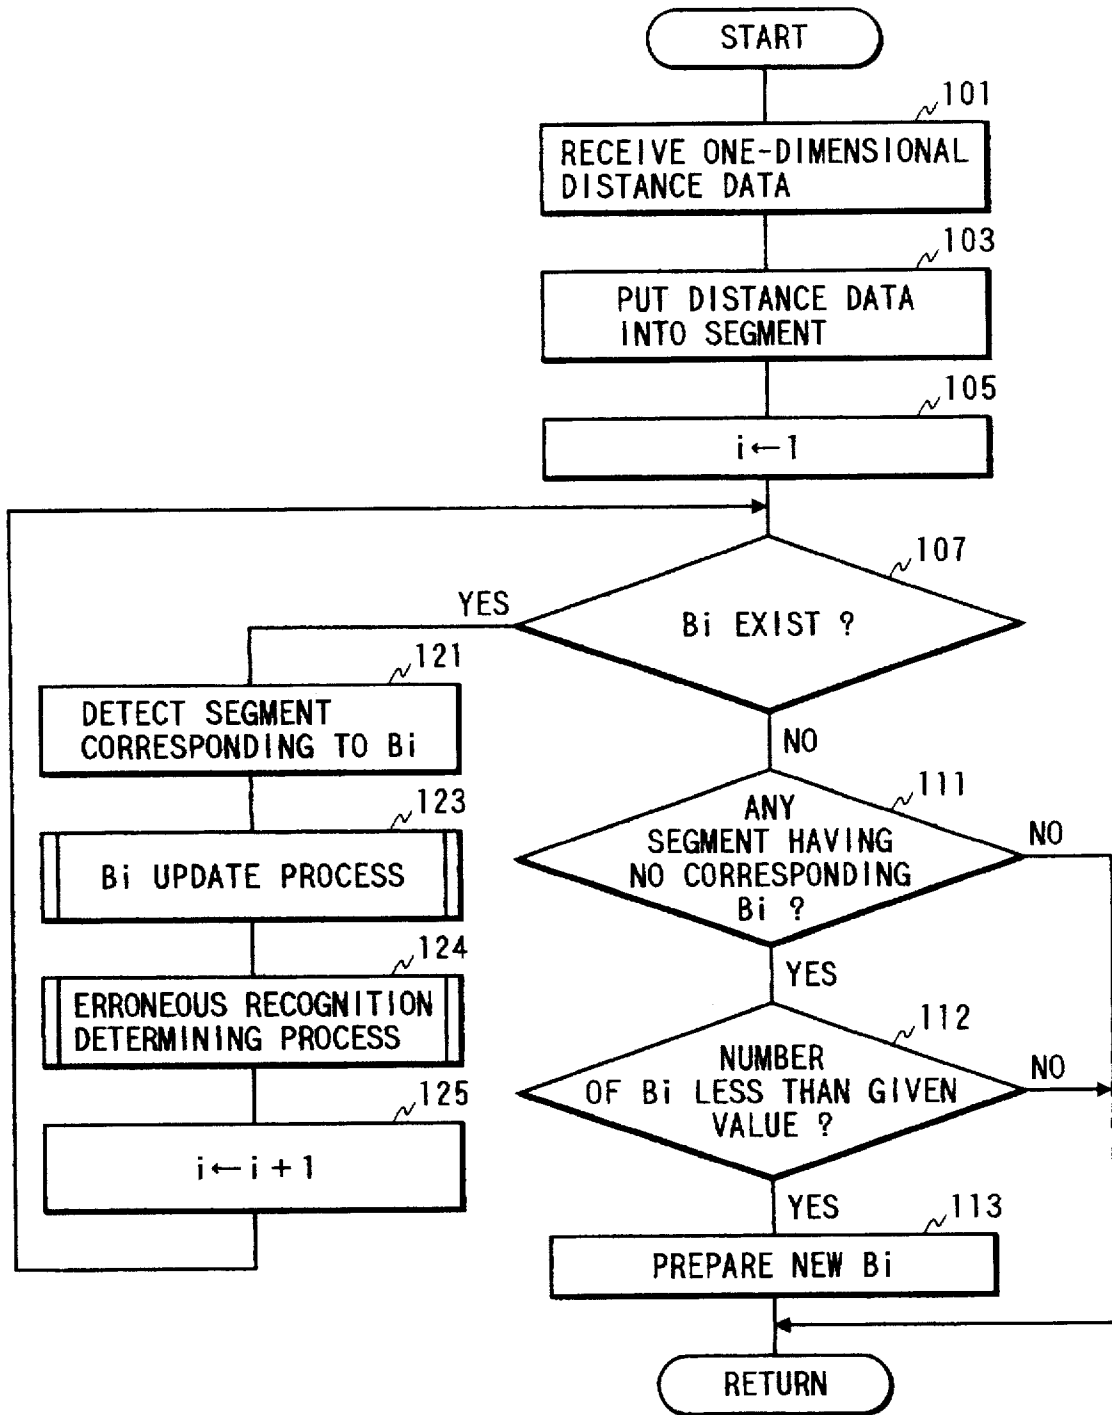 START
101
RECEIVE ONE-DIMENSIONAL
DISTANCE DATA
103
PUT DISTANCE DATA
INTO SEGMENT
105
i←1
107
Bi EXIST ?
YES
NO
121
DETECT SEGMENT
CORRESPONDING TO Bi
123
Bi UPDATE PROCESS
124
ERRONEOUS RECOGNITION
DETERMINING PROCESS
125
i←i+1
111
ANY
SEGMENT HAVING
NO CORRESPONDING
Bi ?
NO
YES
112
NUMBER
OF Bi LESS THAN GIVEN
VALUE ?
NO
YES
113
PREPARE NEW Bi
RETURN